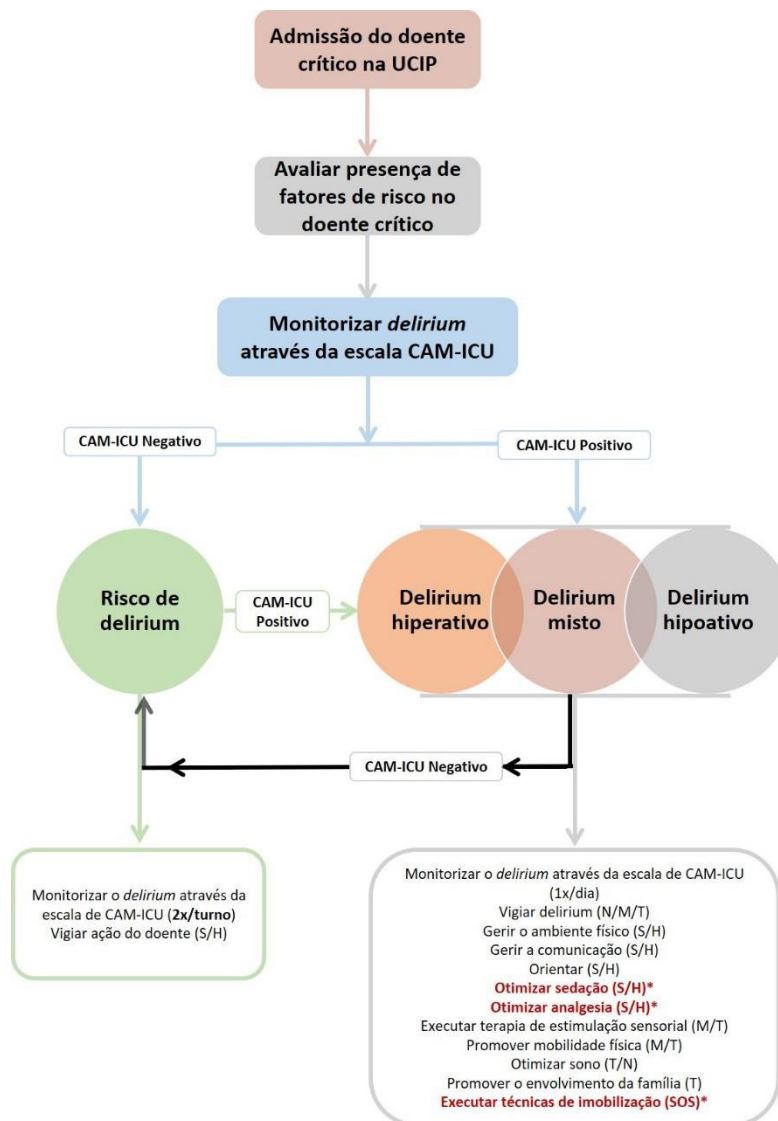 Admissão do doente
crítico na UCIP
Avaliar presença de
fatores de risco no
doente crítico
Monitorizar delirium
através da escala CAM-ICU
CAM-ICU Negativo
CAM-ICU Positivo
Risco de
delirium
CAM-ICU
Positivo
Delirium
hiperativo
Delirium
misto
Delirium
hipoativo
CAM-ICU Negativo
Monitorizar o delirium através da
escala de CAM-ICU (2x/turno)
Vigiar ação do doente (S/H)
Monitorizar o delirium através da escala de CAM-ICU
(1x/dia)
Vigiar delirium (N/M/T)
Gerir o ambiente físico (S/H)
Gerir a comunicação (S/H)
Orientar (S/H)
Otimizar sedação (S/H)*
Otimizar analgesia (S/H)*
Executar terapia de estimulação sensorial (M/T)
Promover mobilidade física (M/T)
Otimizar sono (T/N)
Promover o envolvimento da família (T)
Executar técnicas de imobilização (SOS)*